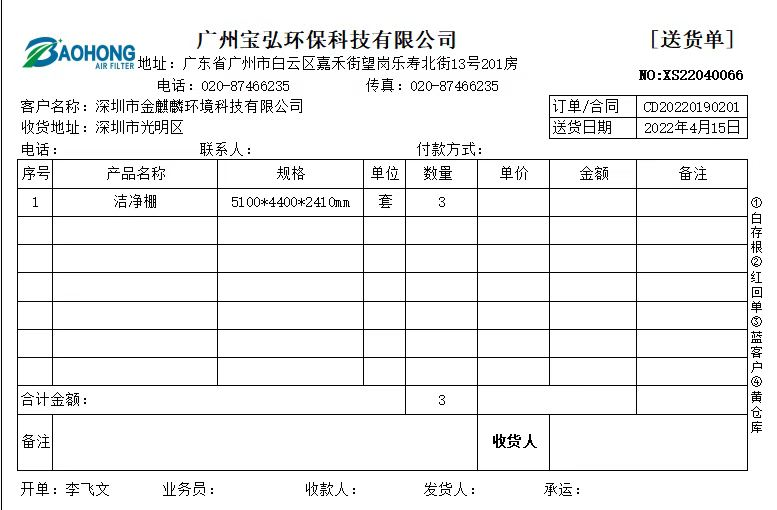 BAOHONG
AIR FILTER
广州宝弘环保科技有限公司
[送货单]
地址：广东省广州市白云区嘉禾街望岗乐寿北街13号201房
NO:XS22040066
电话：020-87466235 传真：020-87466235
客户名称：深圳市金麒麟环境科技有限公司
订单/合同 CD20220190201
收货地址：深圳市光明区
送货日期 2022年4月15日
电话： 联系人： 付款方式：
序号 产品名称 规格 单位 数量 单价 金额 备注
1 洁净棚 5100*4400*2410mm 套 3
合计金额： 3
备注 收货人
开单：李飞文 业务员： 收款人： 发货人： 承运：
①白存根②红回单③蓝客户④黄仓库